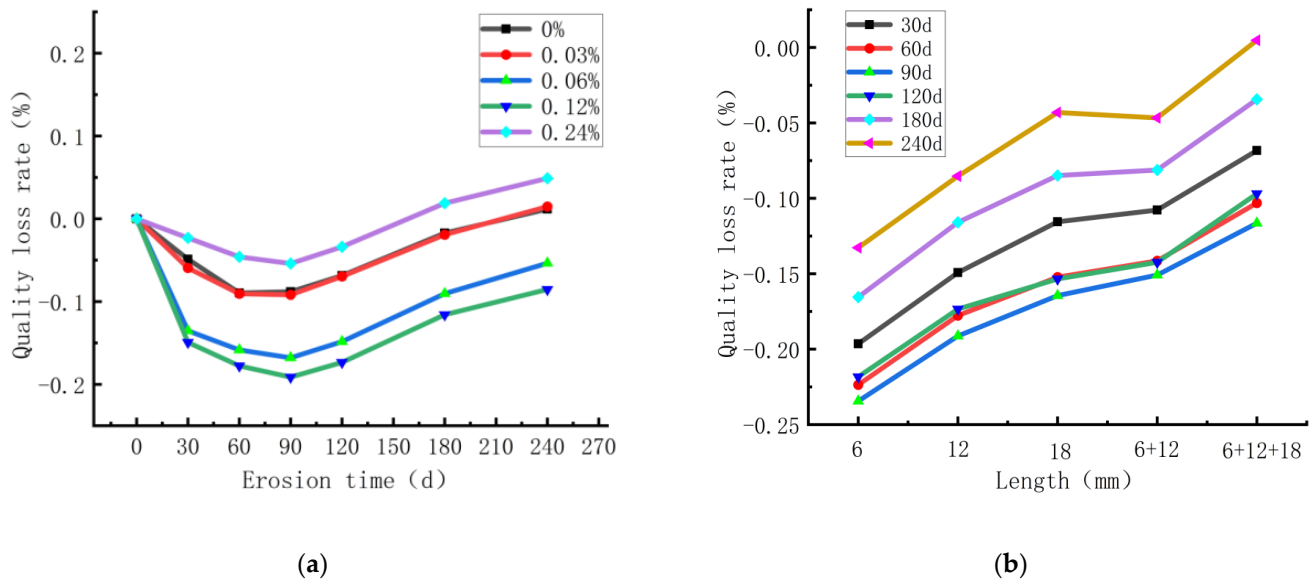 0.2
0.1
0.0
-0.1
-0.2
Quality loss rate (%)
0%
0.03%
0.06%
0.12%
0.24%
0 30 60 90 120 150 180 210 240 270
Erosion time (d)
(a)
0.00
-0.05
-0.10
-0.15
-0.20
-0.25
Quality loss rate (%)
30d
60d
90d
120d
180d
240d
6 12 18 6+12 6+12+18
Length (mm)
(b)